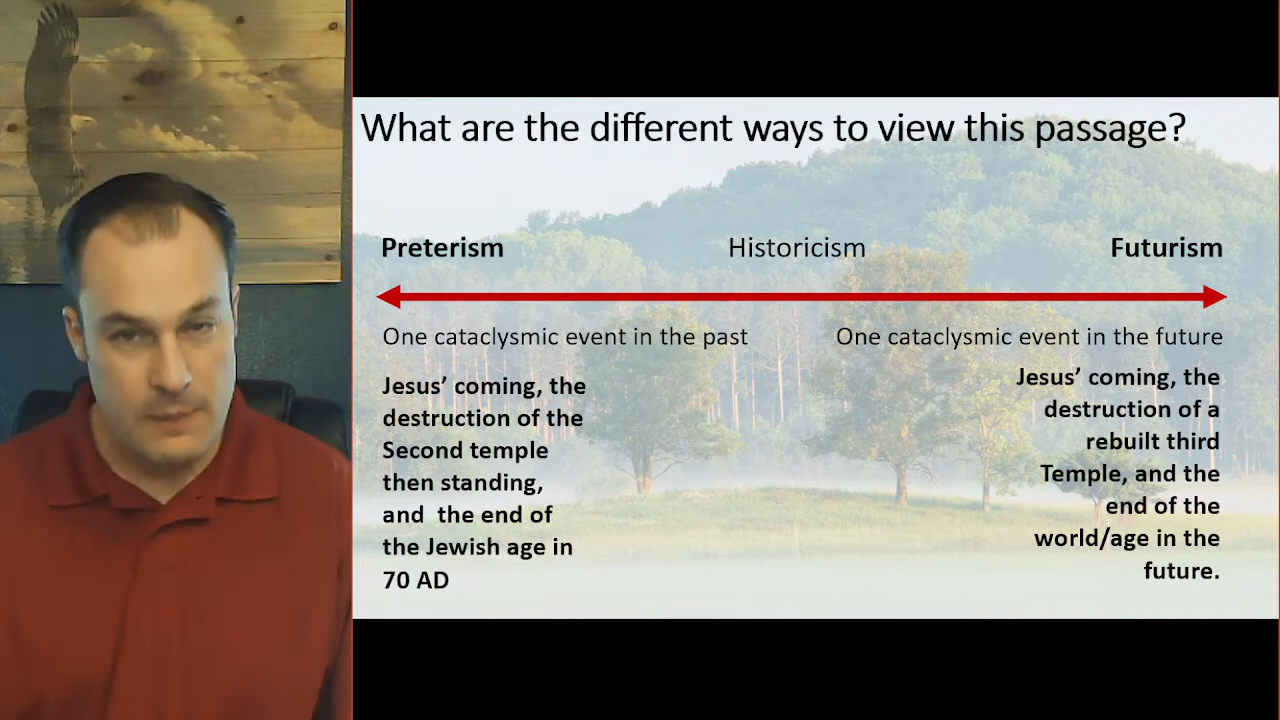 What are the different ways to view this passage?
Preterism Historicism Futurism
One cataclysmic event in the past
One cataclysmic event in the future
Jesus’ coming, the
destruction of the
Second temple
then standing,
and  the end of
the Jewish age in
70 AD
Jesus’ coming, the
destruction of a
rebuilt third
Temple, and the
end of the
world/age in the
future.